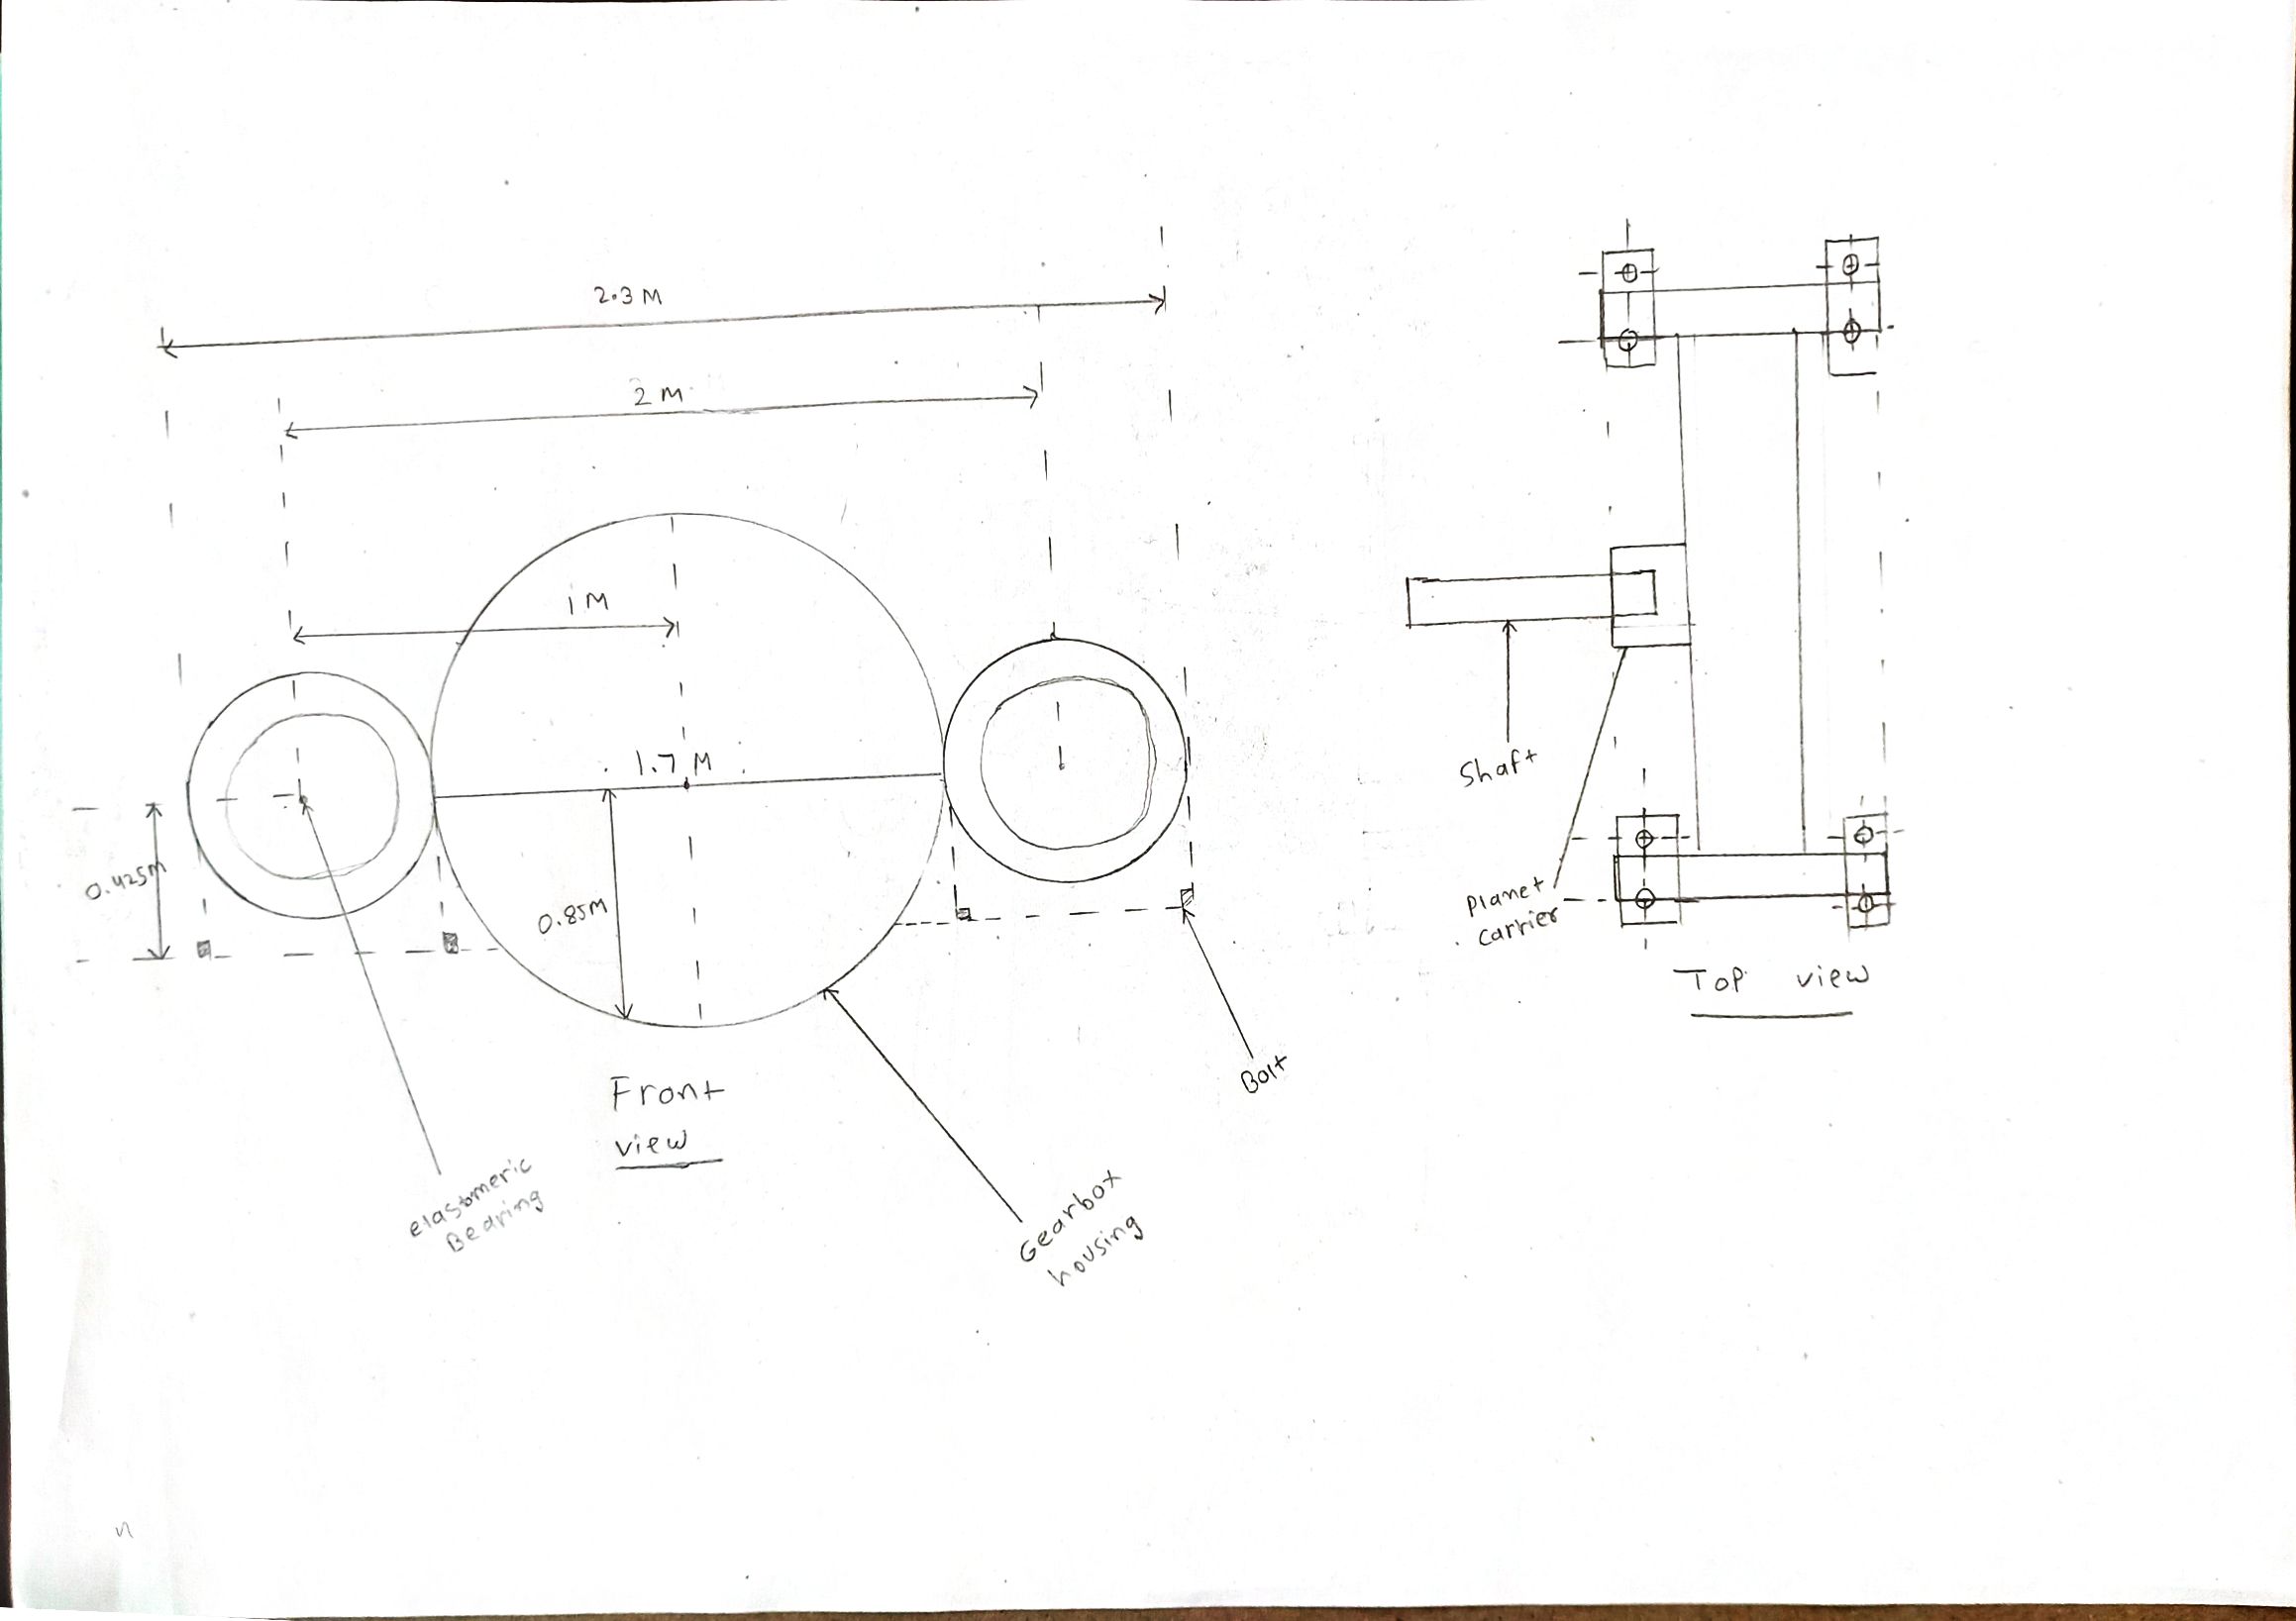 2.3 M
2 M
1 M
1.7 M
0.425M
0.85M
Front
view
elastomeric
Bearing
Gearbox
housing
Bolt
Shaft
Planet
carrier
Top view